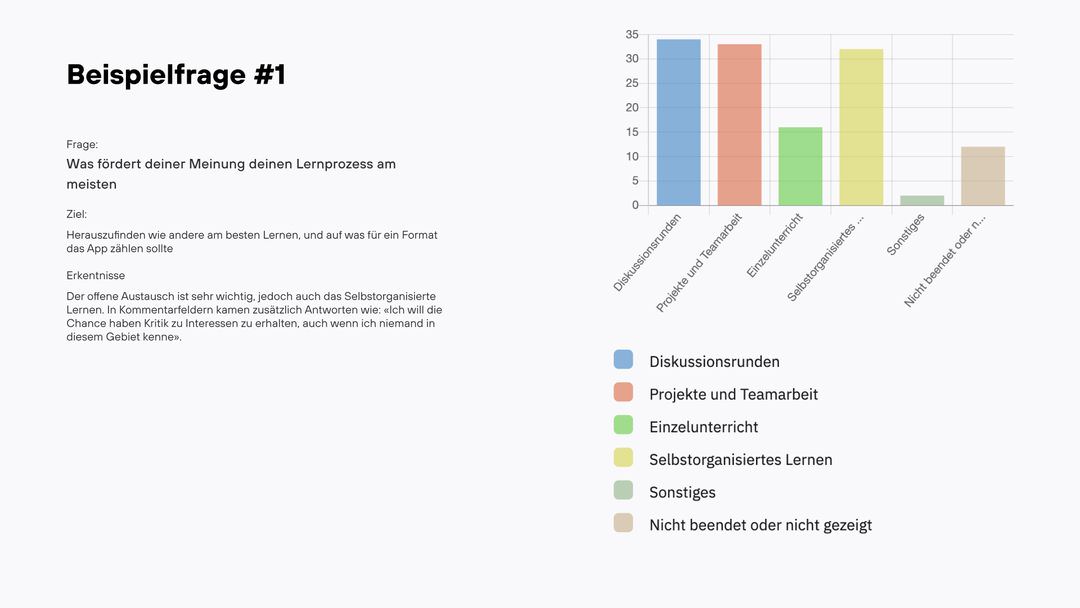 Beispielfrage #1
Frage:
Was fördert deiner Meinung deinen Lernprozess am
meisten
Ziel:
Herauszufinden wie andere am besten Lernen, und auf was für ein Format
das App zählen sollte
Erkentnisse
Der offene Austausch ist sehr wichtig, jedoch auch das Selbstorganisierte
Lernen. In Kommentarfeldern kamen zusätzlich Antworten wie: «Ich will die
Chance haben Kritik zu Interessen zu erhalten, auch wenn ich niemand in
diesem Gebiet kenne».
35
30
25
20
15
10
5
0
Diskussionsrunden
Projekte und Teamarbeit
Einzelunterricht
Selbstorganisiertes ...
Sonstiges
Nicht beendet oder n...
Diskussionsrunden
Projekte und Teamarbeit
Einzelunterricht
Selbstorganisiertes Lernen
Sonstiges
Nicht beendet oder nicht gezeigt